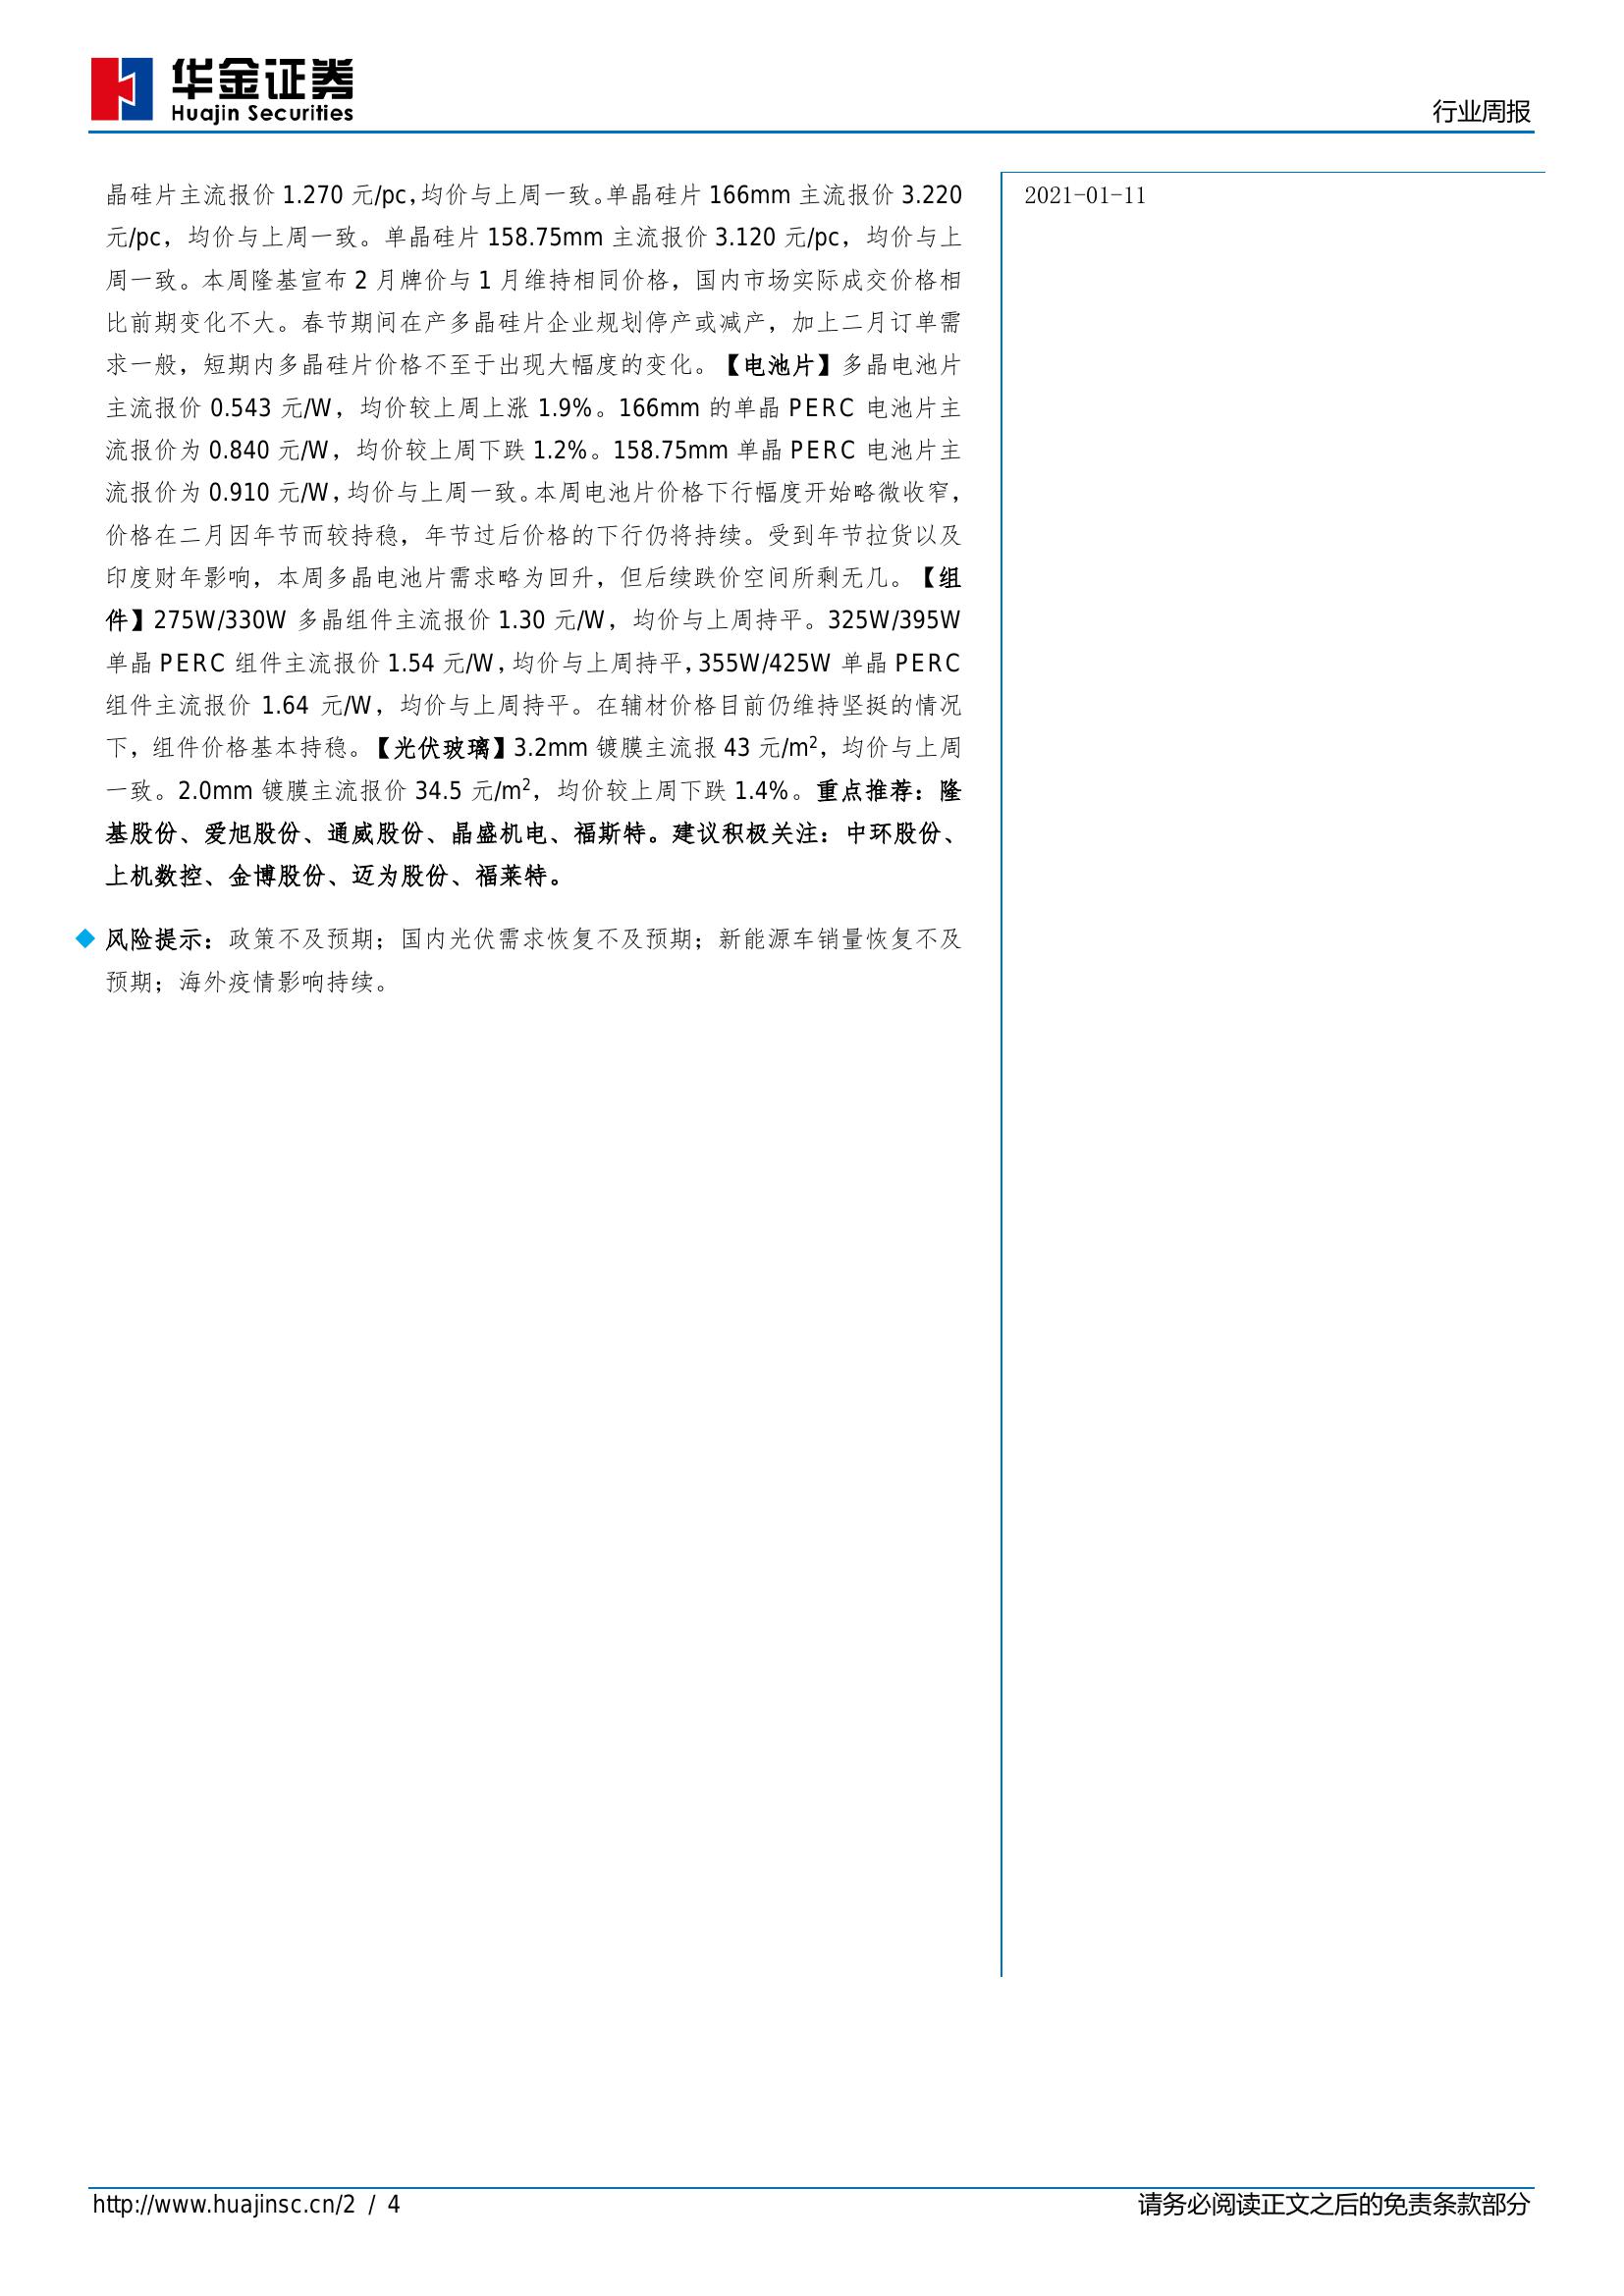 华金证券
Huajin Securities
行业周报
晶硅片主流报价 1.270 元/pc，均价与上周一致。单晶硅片 166mm 主流报价 3.220
元/pc，均价与上周一致。单晶硅片 158.75mm 主流报价 3.120 元/pc，均价与上
周一致。本周隆基宣布 2 月牌价与 1 月维持相同价格，国内市场实际成交价格相
比前期变化不大。春节期间在产多晶硅片企业规划停产或减产，加上二月订单需
求一般，短期内多晶硅片价格不至于出现大幅度的变化。【电池片】多晶电池片
主流报价 0.543 元/W，均价较上周上涨 1.9%。166mm 的单晶 PERC 电池片主
流报价为 0.840 元/W，均价较上周下跌 1.2%。158.75mm 单晶 PERC 电池片主
流报价为 0.910 元/W，均价与上周一致。本周电池片价格下行幅度开始略微收窄，
价格在二月因年节而较持稳，年节过后价格的下行仍将持续。受到年节拉货以及
印度财年影响，本周多晶电池片需求略为回升，但后续跌价空间所剩无几。【组
件】275W/330W 多晶组件主流报价 1.30 元/W，均价与上周持平。325W/395W
单晶 PERC 组件主流报价 1.54 元/W，均价与上周持平，355W/425W 单晶 PERC
组件主流报价 1.64 元/W，均价与上周持平。在辅材价格目前仍维持坚挺的情况
下，组件价格基本持稳。【光伏玻璃】3.2mm 镀膜主流报 43 元/m²，均价与上周
一致。2.0mm 镀膜主流报价 34.5 元/m²，均价较上周下跌 1.4%。重点推荐：隆
基股份、爱旭股份、通威股份、晶盛机电、福斯特。建议积极关注：中环股份、
上机数控、金博股份、迈为股份、福莱特。
◆ 风险提示：政策不及预期；国内光伏需求恢复不及预期；新能源车销量恢复不及
预期；海外疫情影响持续。
2021-01-11
http://www.huajinsc.cn/2 / 4
请务必阅读正文之后的免责条款部分